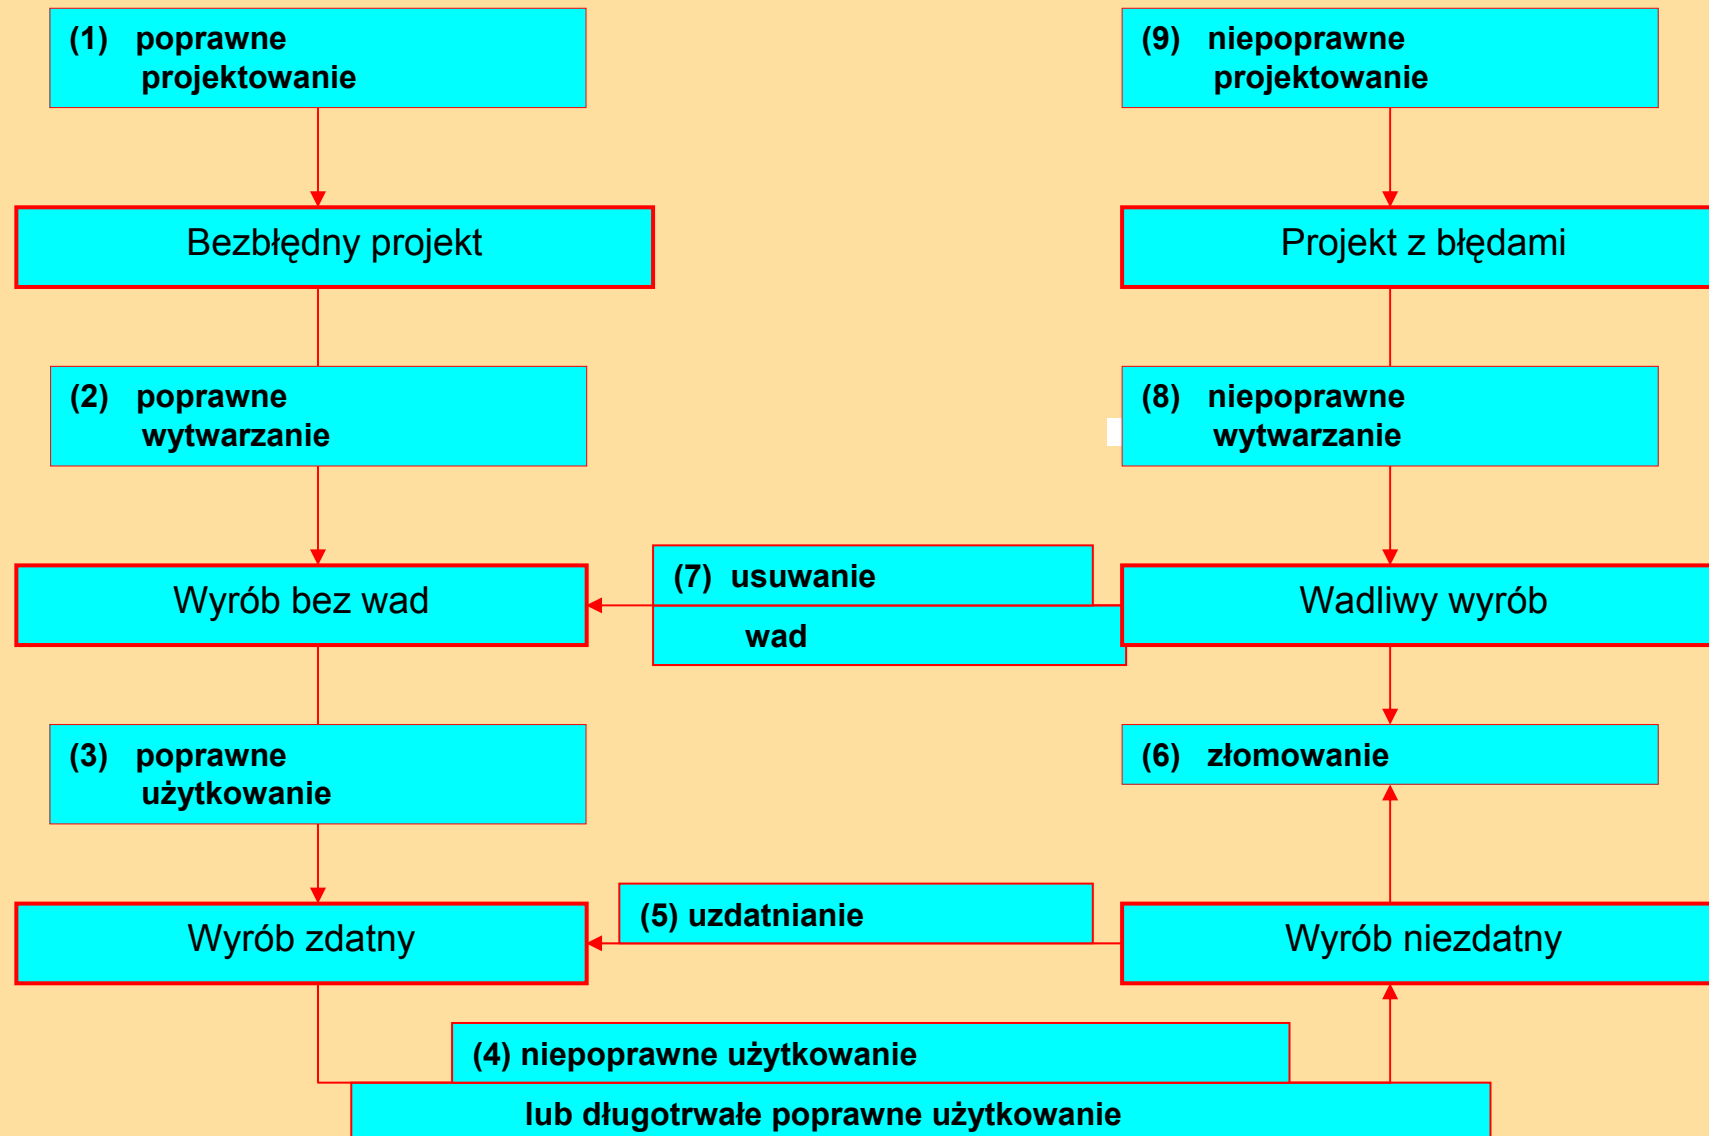 (1) poprawne
projektowanie
(9) niepoprawne
projektowanie
Bezbłędny projekt
Projekt z błędami
(2) poprawne
wytwarzanie
(8) niepoprawne
wytwarzanie
Wyrób bez wad
(7) usuwanie
wad
Wadliwy wyrób
(3) poprawne
użytkowanie
(6) złomowanie
Wyrób zdatny
(5) uzdatnianie
Wyrób niezdatny
(4) niepoprawne użytkowanie
lub długotrwałe poprawne użytkowanie